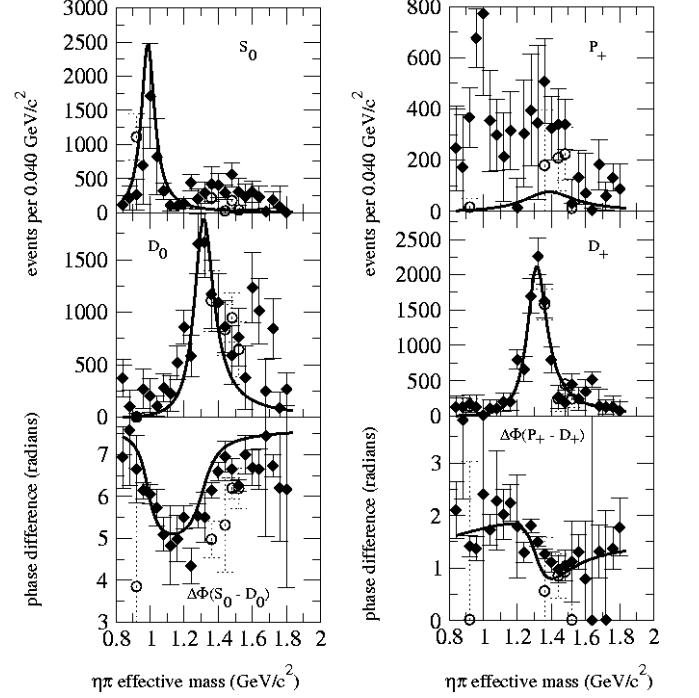 3000
2500
2000
1500
1000
500
0
events per 0.040 GeV/c²
S₀
800
600
400
200
0
events per 0.040 GeV/c²
P₊
1500
1000
500
0
D₀
2500
2000
1500
1000
500
0
D₊
7
6
5
4
3
phase difference (radians)
ΔΦ(S₀ - D₀)
0.8 1 1.2 1.4 1.6 1.8 2
ηπ effective mass (GeV/c²)
3
2
1
0
phase difference (radians)
ΔΦ(P₊ - D₊)
0.8 1 1.2 1.4 1.6 1.8 2
ηπ effective mass (GeV/c²)